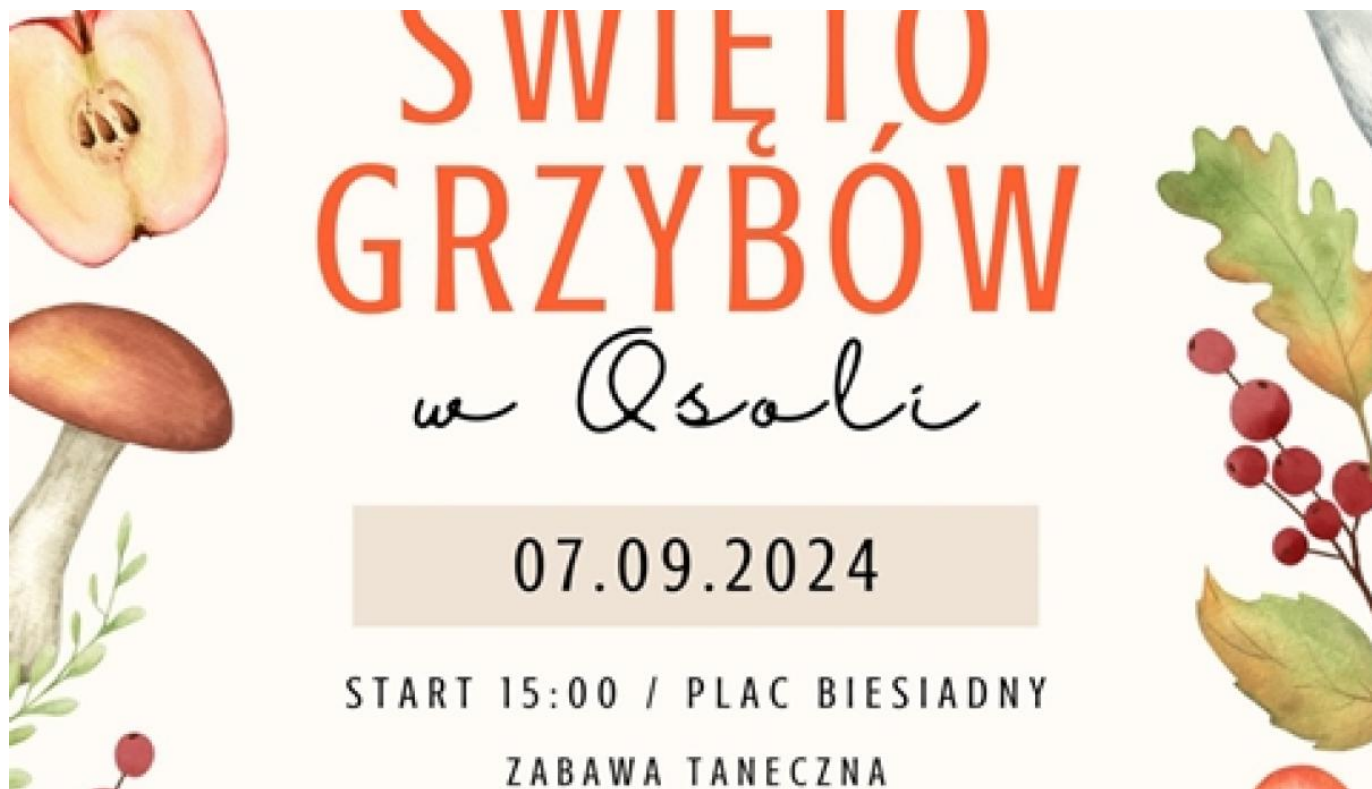 ŚWIĘTO
GRZYBÓW
w Osoli
07.09.2024
START 15:00 / PLAC BIESIADNY
ZABAWA TANECZNA